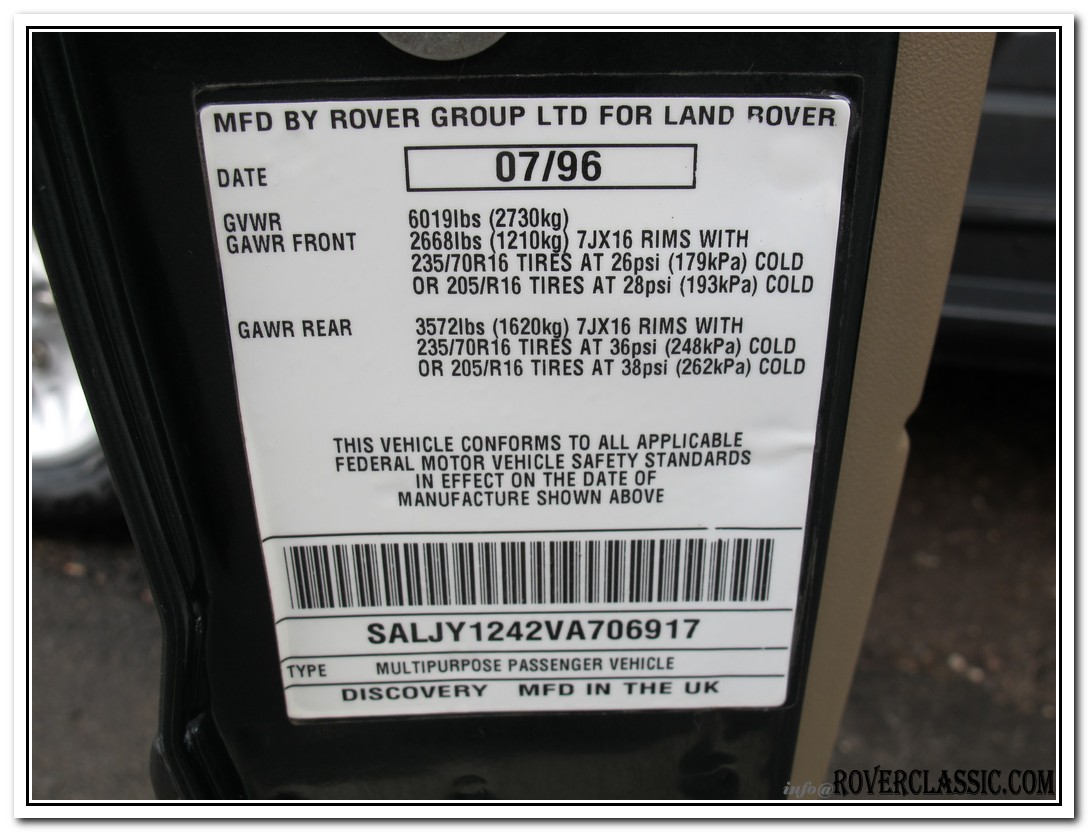 MFD BY ROVER GROUP LTD FOR LAND ROVER
DATE 07/96
GVWR 6019lbs (2730kg)
GAWR FRONT 2668lbs (1210kg) 7JX16 RIMS WITH
235/70R16 TIRES AT 26psi (179kPa) COLD
OR 205/R16 TIRES AT 28psi (193kPa) COLD
GAWR REAR 3572lbs (1620kg) 7JX16 RIMS WITH
235/70R16 TIRES AT 36psi (248kPa) COLD
OR 205/R16 TIRES AT 38psi (262kPa) COLD
THIS VEHICLE CONFORMS TO ALL APPLICABLE
FEDERAL MOTOR VEHICLE SAFETY STANDARDS
IN EFFECT ON THE DATE OF
MANUFACTURE SHOWN ABOVE
SALJY1242VA706917
TYPE MULTIPURPOSE PASSENGER VEHICLE
DISCOVERY MFD IN THE UK
info@ROVERCLASSIC.COM